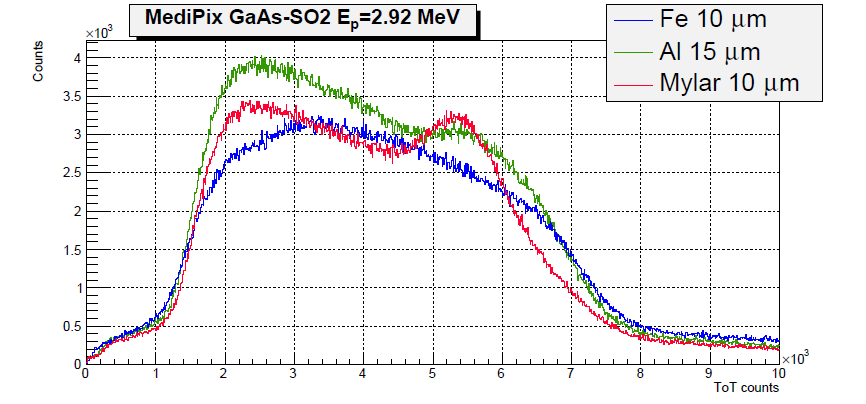 MediPix GaAs-SO2 Ep=2.92 MeV
Fe 10 μm
Al 15 μm
Mylar 10 μm
×10³
Counts
4
3.5
3
2.5
2
1.5
1
0.5
0
0 1 2 3 4 5 6 7 8 9 10
×10³
ToT counts